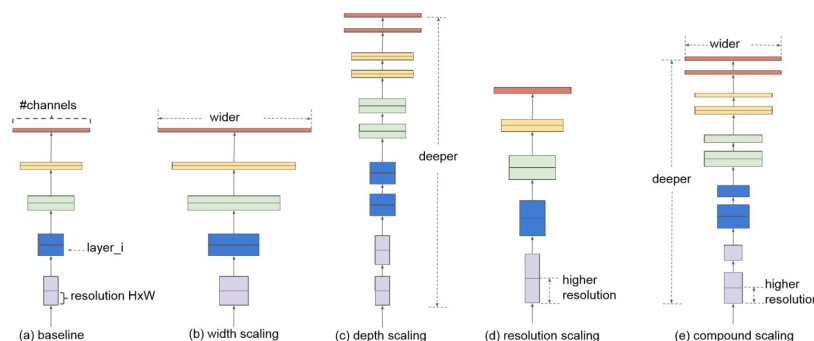 #channels
layer_i
resolution HxW
(a) baseline
wider
(b) width scaling
deeper
(c) depth scaling
higher
resolution
(d) resolution scaling
wider
deeper
higher
resolution
(e) compound scaling